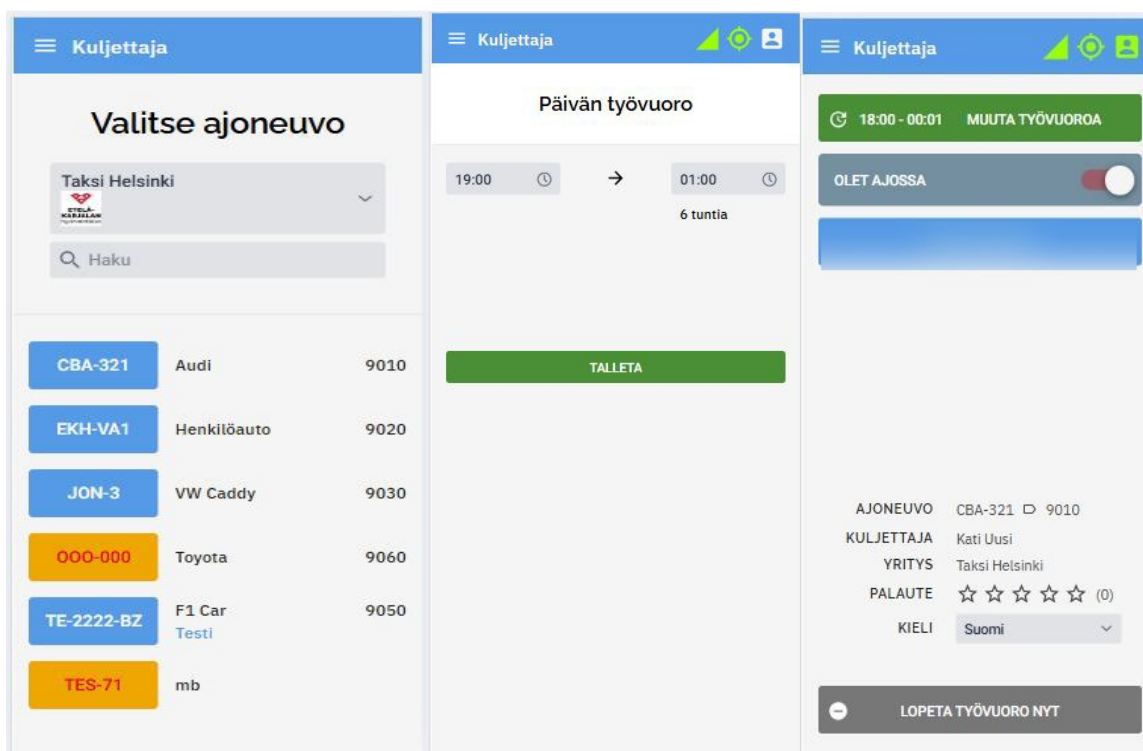 Kuljettaja
Valitse ajoneuvo
Taksi Helsinki
ETELÄ-
KARJALAN
Haku
CBA-321 Audi 9010
EKH-VA1 Henkilöauto 9020
JON-3 VW Caddy 9030
OOO-000 Toyota 9060
TE-2222-BZ F1 Car 9050
Testi
TES-71 mb
Kuljettaja
Päivän työvuoro
19:00 → 01:00
6 tuntia
TALLETA
Kuljettaja
18:00 - 00:01 MUUTA TYÖVUOROA
OLET AJOSSA
AJONEUVO CBA-321 9010
KULJETTAJA Kati Uusi
YRITYS Taksi Helsinki
PALAUTE (0)
KIELI Suomi
LOPETA TYÖVUORO NYT